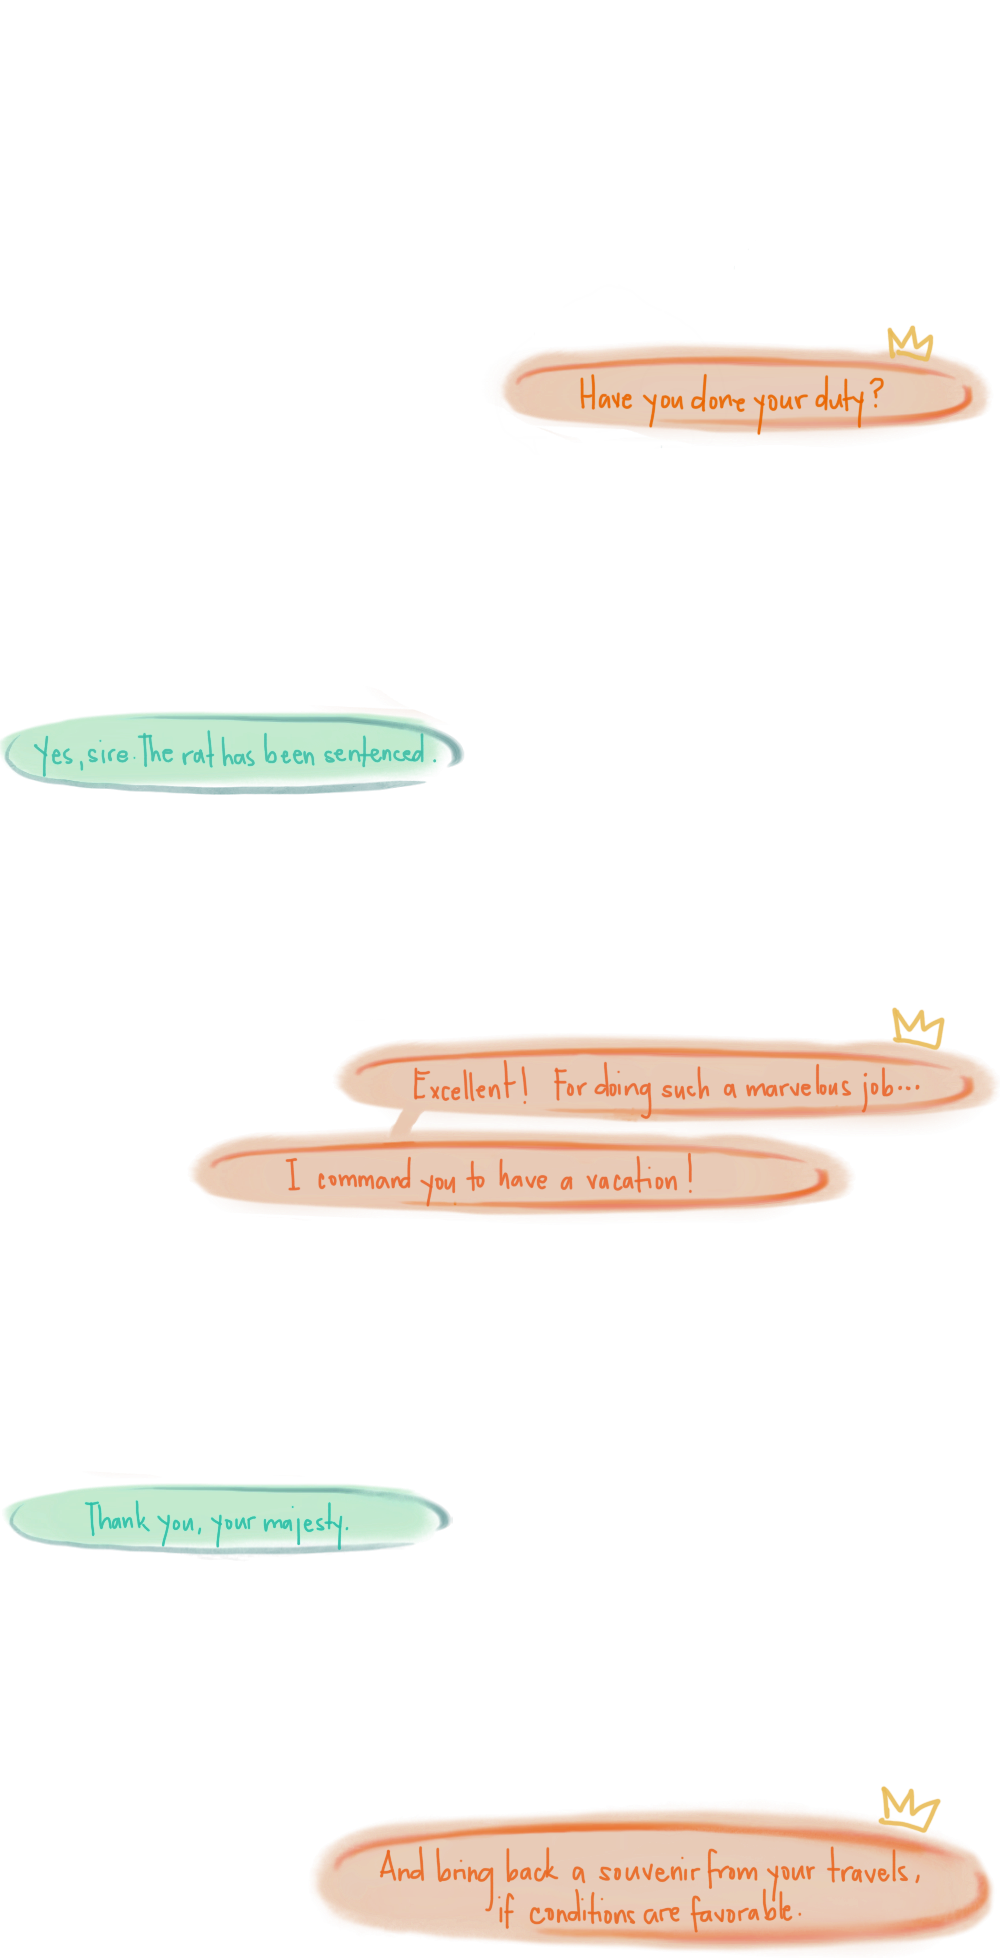 Have you done your duty?
Yes, sire. The rat has been sentenced.
Excellent! For doing such a marvelous job...
I command you to have a vacation!
Thank you, your majesty.
And bring back a souvenir from your travels,
if conditions are favorable.